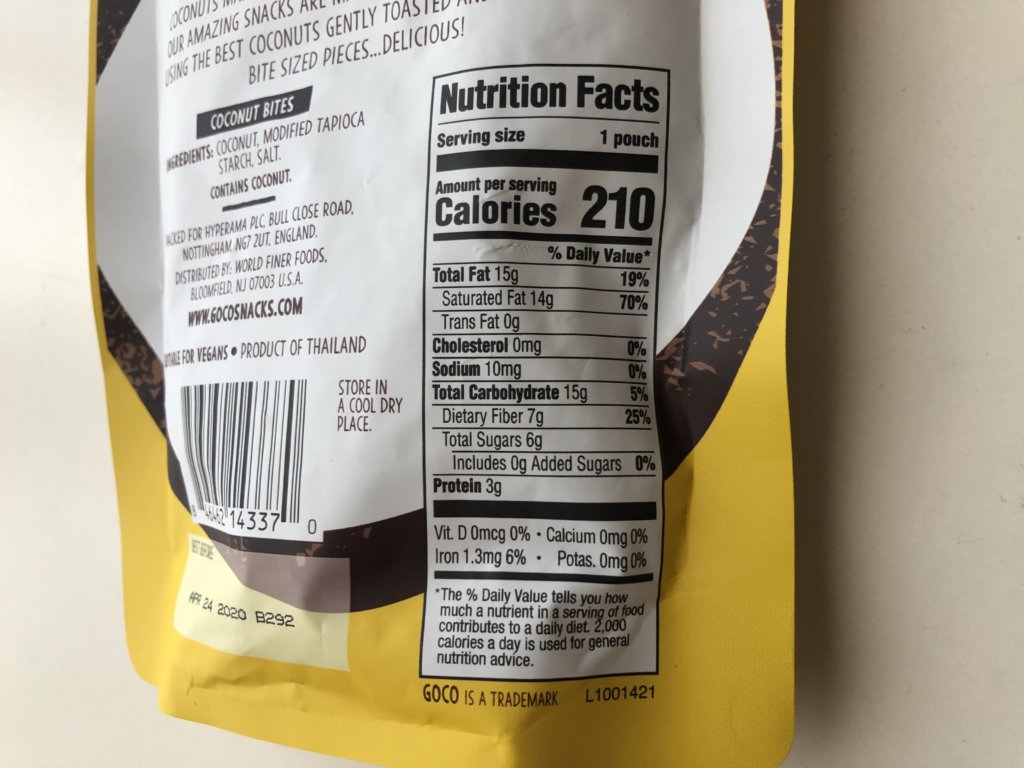 COCONUTS
OUR AMAZING SNACKS ARE
USING THE BEST COCONUTS GENTLY TOASTED
BITE SIZED PIECES...DELICIOUS!
COCONUT BITES
INGREDIENTS: COCONUT, MODIFIED TAPIOCA
STARCH, SALT.
CONTAINS COCONUT.
PACKED FOR HYPERAMA PLC. BULL CLOSE ROAD,
NOTTINGHAM. NG7 2UT. ENGLAND.
DISTRIBUTED BY: WORLD FINER FOODS,
BLOOMFIELD, NJ 07003 U.S.A.
WWW.GOCOSNACKS.COM
SUITABLE FOR VEGANS • PRODUCT OF THAILAND
STORE IN
A COOL DRY
PLACE.
14337 0
BEST BEFORE
APR 24 2020 B292
Nutrition Facts
Serving size 1 pouch
Amount per serving
Calories 210
% Daily Value*
Total Fat 15g 19%
Saturated Fat 14g 70%
Trans Fat 0g
Cholesterol 0mg 0%
Sodium 10mg 0%
Total Carbohydrate 15g 5%
Dietary Fiber 7g 25%
Total Sugars 6g
Includes 0g Added Sugars 0%
Protein 3g
Vit. D 0mcg 0% • Calcium 0mg 0%
Iron 1.3mg 6% • Potas. 0mg 0%
*The % Daily Value tells you how
much a nutrient in a serving of food
contributes to a daily diet. 2,000
calories a day is used for general
nutrition advice.
GOCO IS A TRADEMARK L1001421